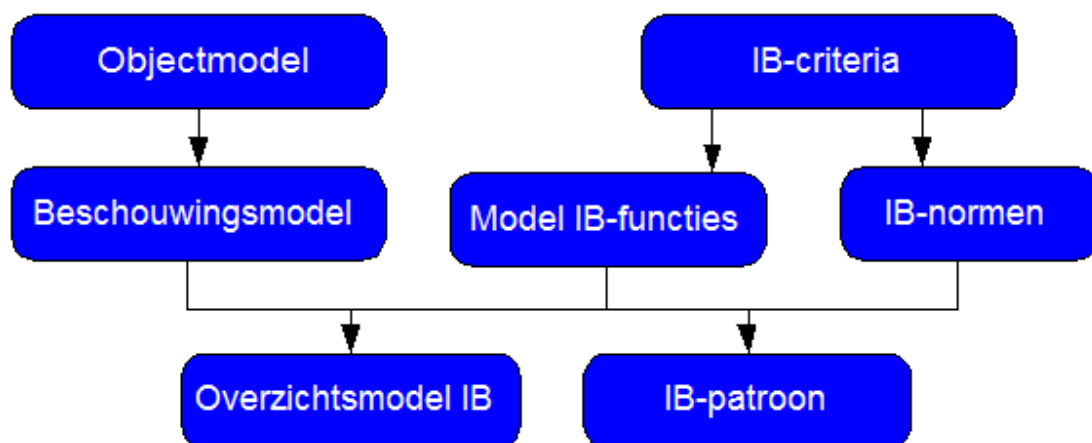 Objectmodel
IB-criteria
Beschouwingsmodel
Model IB-functies
IB-normen
Overzichtsmodel IB
IB-patroon